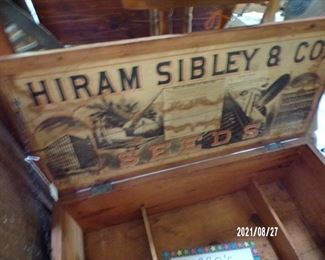 HIRAM SIBLEY & CO
SEEDS
2021/08/27